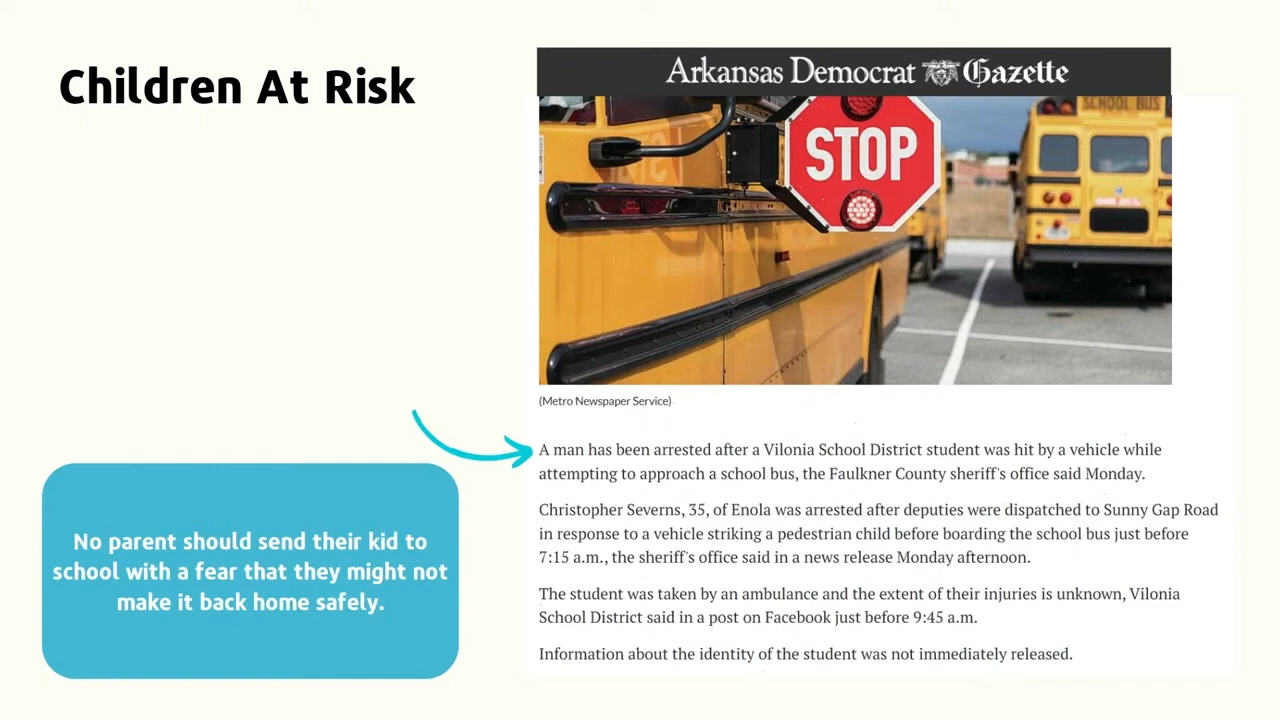 Children At Risk
Arkansas Democrat Gazette
SCHOOL BUS
STOP
(Metro Newspaper Service)
A man has been arrested after a Vilonia School District student was hit by a vehicle while
attempting to approach a school bus, the Faulkner County sheriff's office said Monday.
Christopher Severns, 35, of Enola was arrested after deputies were dispatched to Sunny Gap Road
in response to a vehicle striking a pedestrian child before boarding the school bus just before
7:15 a.m., the sheriff's office said in a news release Monday afternoon.
The student was taken by an ambulance and the extent of their injuries is unknown, Vilonia
School District said in a post on Facebook just before 9:45 a.m.
Information about the identity of the student was not immediately released.
No parent should send their kid to
school with a fear that they might not
make it back home safely.